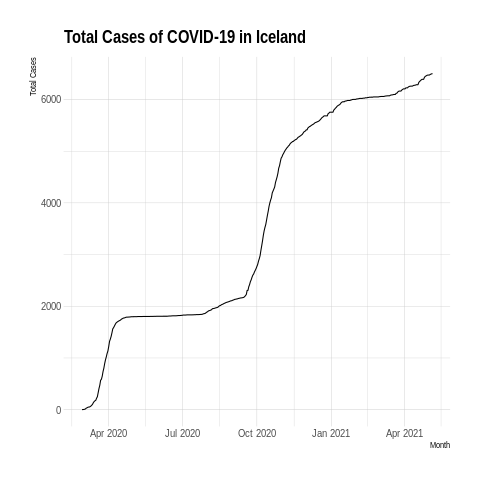 Total Cases of COVID-19 in Iceland
Total Cases
6000
4000
2000
0
Apr 2020 Jul 2020 Oct 2020 Jan 2021 Apr 2021
Month